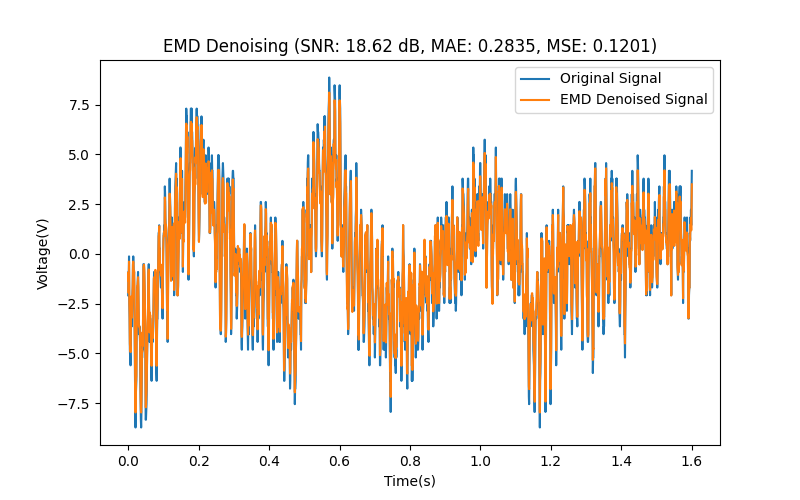 EMD Denoising (SNR: 18.62 dB, MAE: 0.2835, MSE: 0.1201)
Original Signal
EMD Denoised Signal
Voltage(V)
7.5
5.0
2.5
0.0
−2.5
−5.0
−7.5
0.0 0.2 0.4 0.6 0.8 1.0 1.2 1.4 1.6
Time(s)